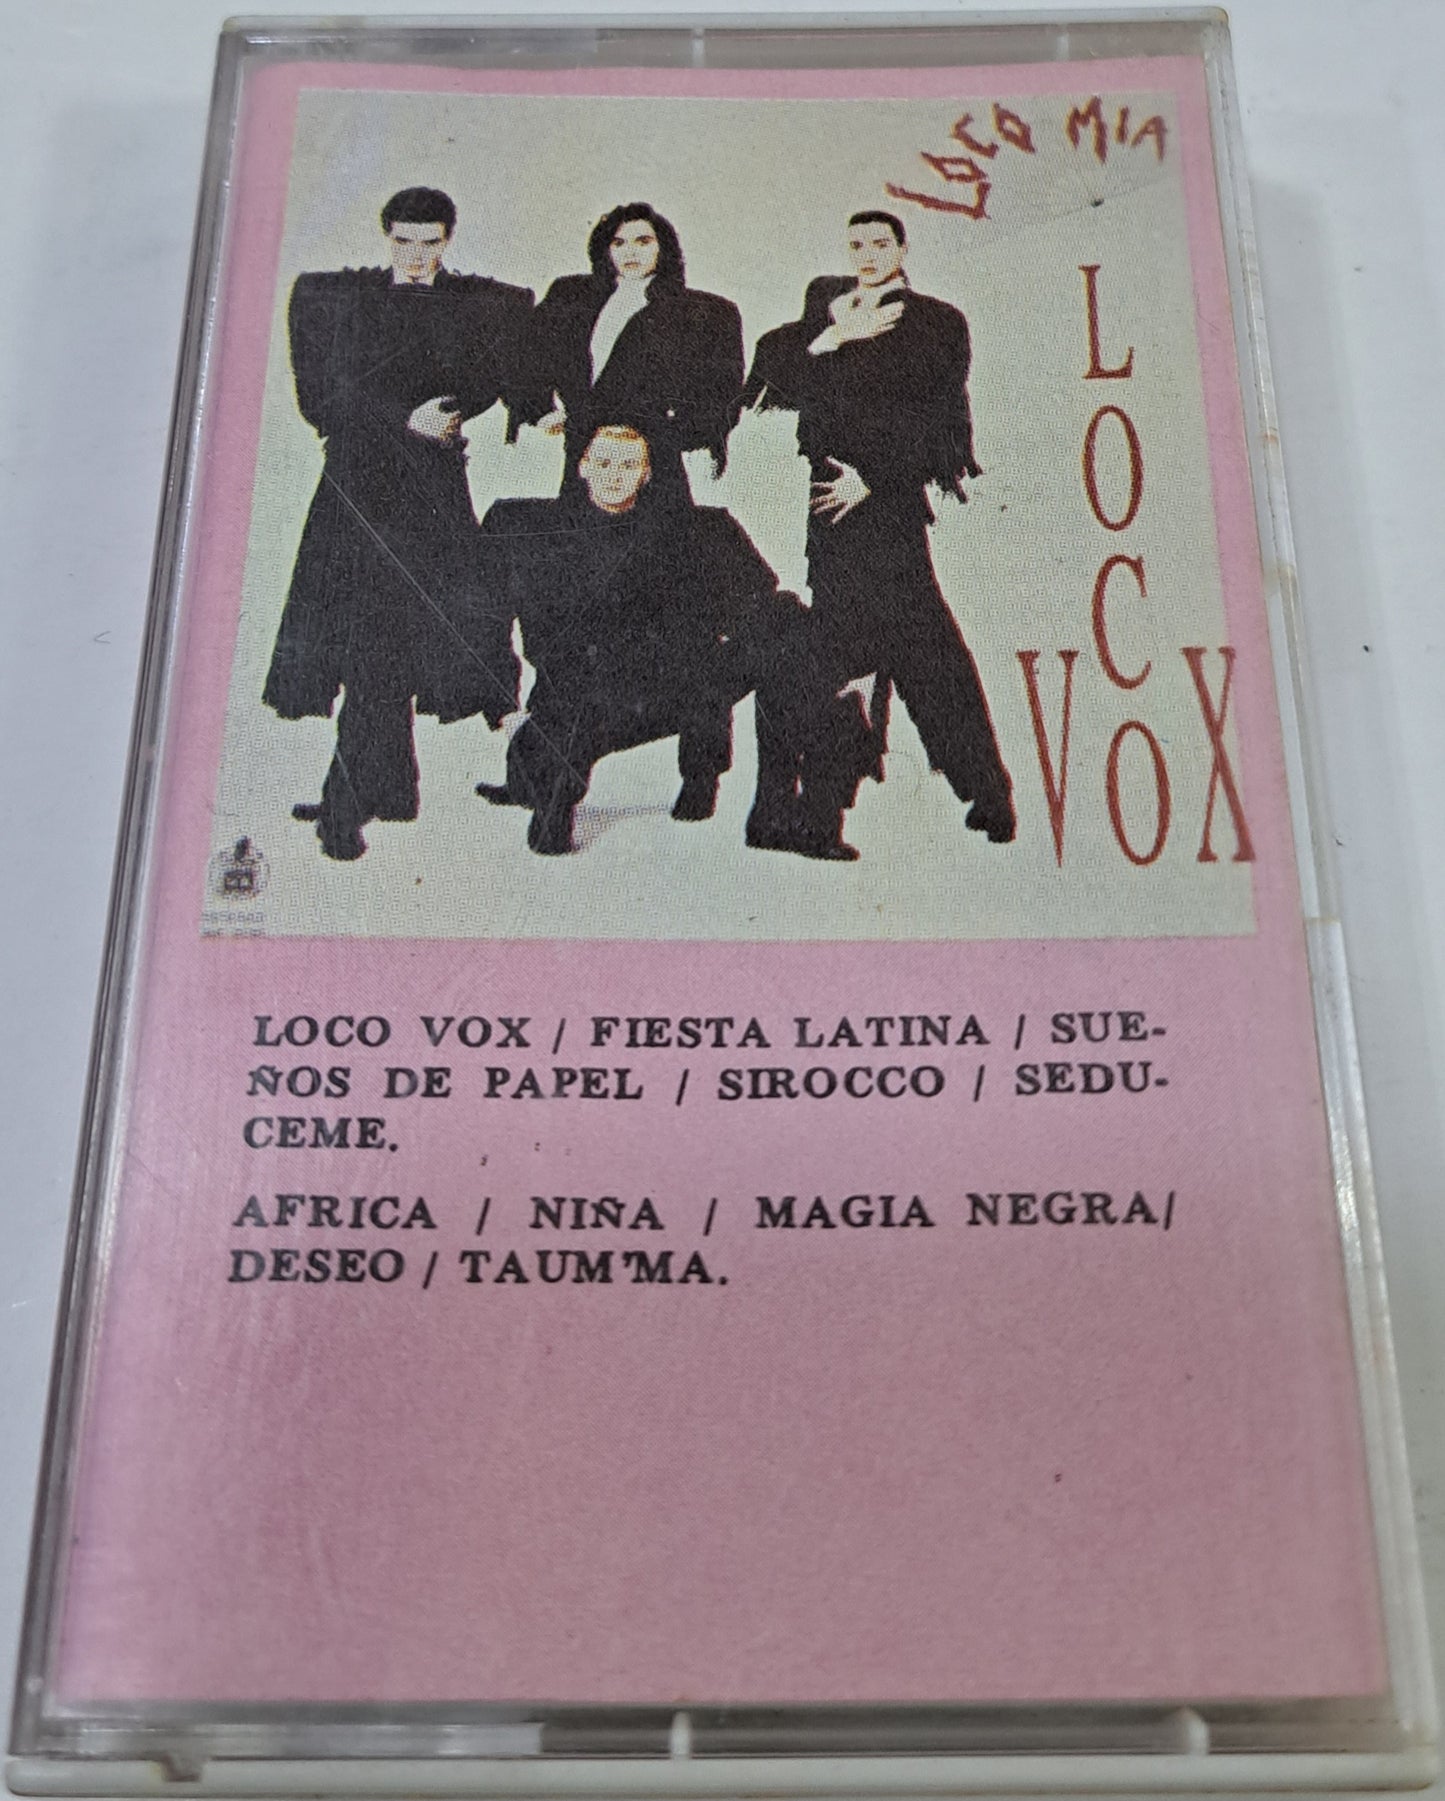 LOCO MIA
LOCO
VOX
LOCO VOX / FIESTA LATINA / SUE-
ÑOS DE PAPEL / SIROCCO / SEDU-
CEME.
AFRICA / NIÑA / MAGIA NEGRA/
DESEO / TAUM'MA.